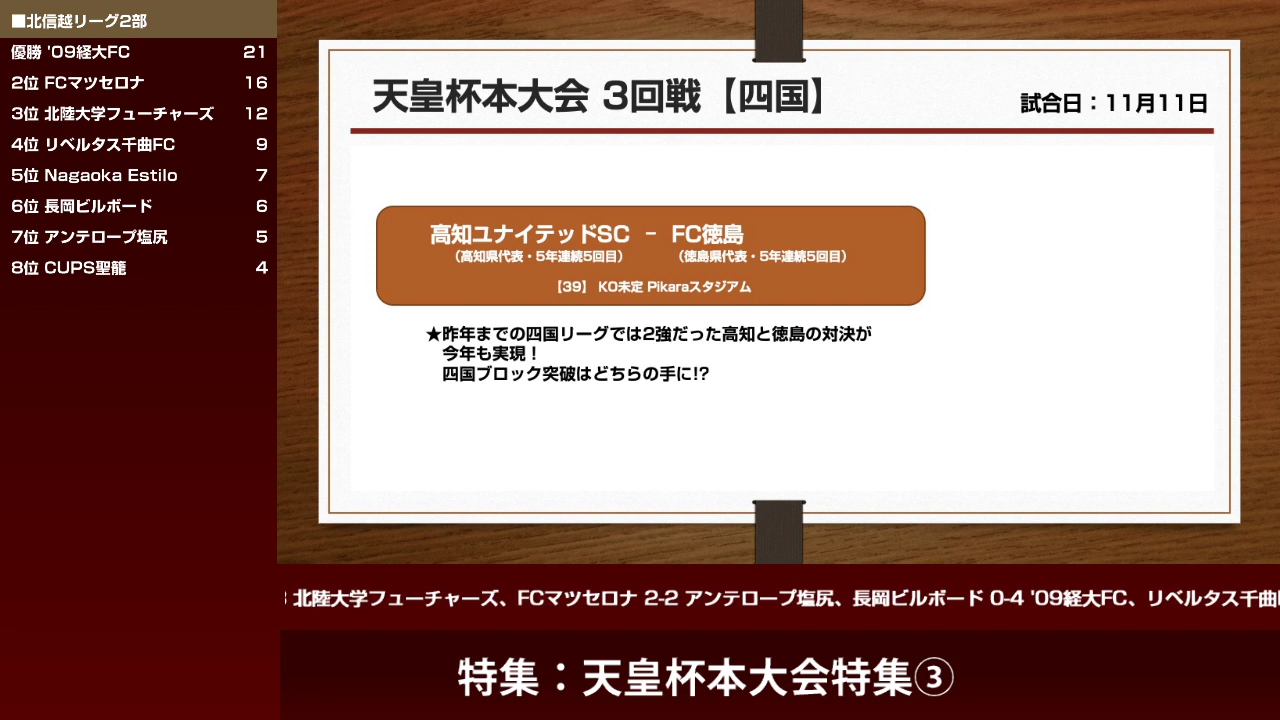 ■北信越リーグ2部
優勝 '09経大FC 21
2位 FCマツセロナ 16
3位 北陸大学フューチャーズ 12
4位 リベルタス千曲FC 9
5位 Nagaoka Estilo 7
6位 長岡ビルボード 6
7位 アンテロープ塩尻 5
8位 CUPS聖籠 4
天皇杯本大会 3回戦【四国】
試合日：11月11日
高知ユナイテッドSC － FC徳島
（高知県代表・5年連続5回目） （徳島県代表・5年連続5回目）
【39】 KO未定 Pikaraスタジアム
★昨年までの四国リーグでは2強だった高知と徳島の対決が
今年も実現！
四国ブロック突破はどちらの手に!?
北陸大学フューチャーズ、FCマツセロナ 2-2 アンテロープ塩尻、長岡ビルボード 0-4 '09経大FC、リベルタス千曲
特集：天皇杯本大会特集③